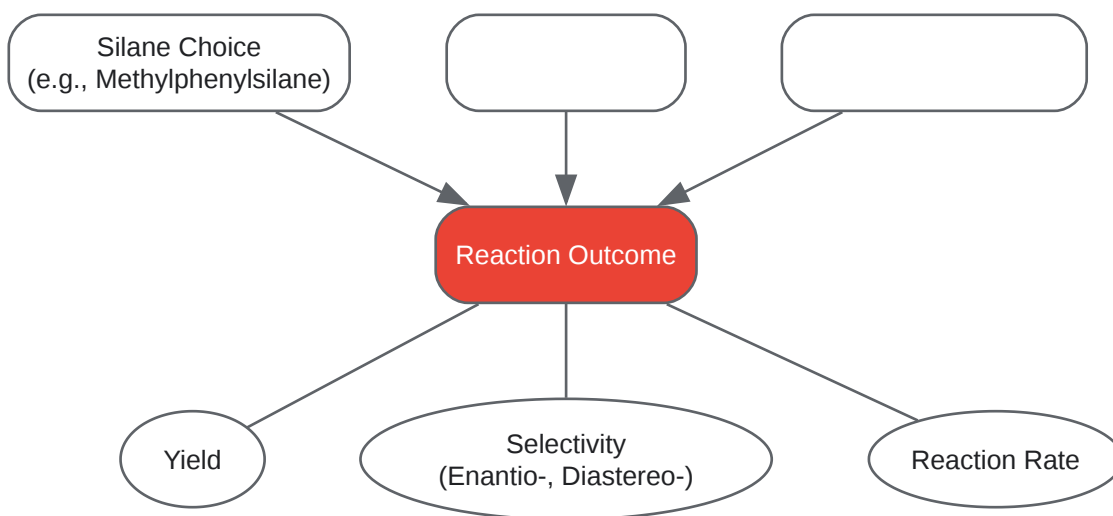 Silane Choice
(e.g., Methylphenylsilane)
Reaction Outcome
Yield
Selectivity
(Enantio-, Diastereo-)
Reaction Rate